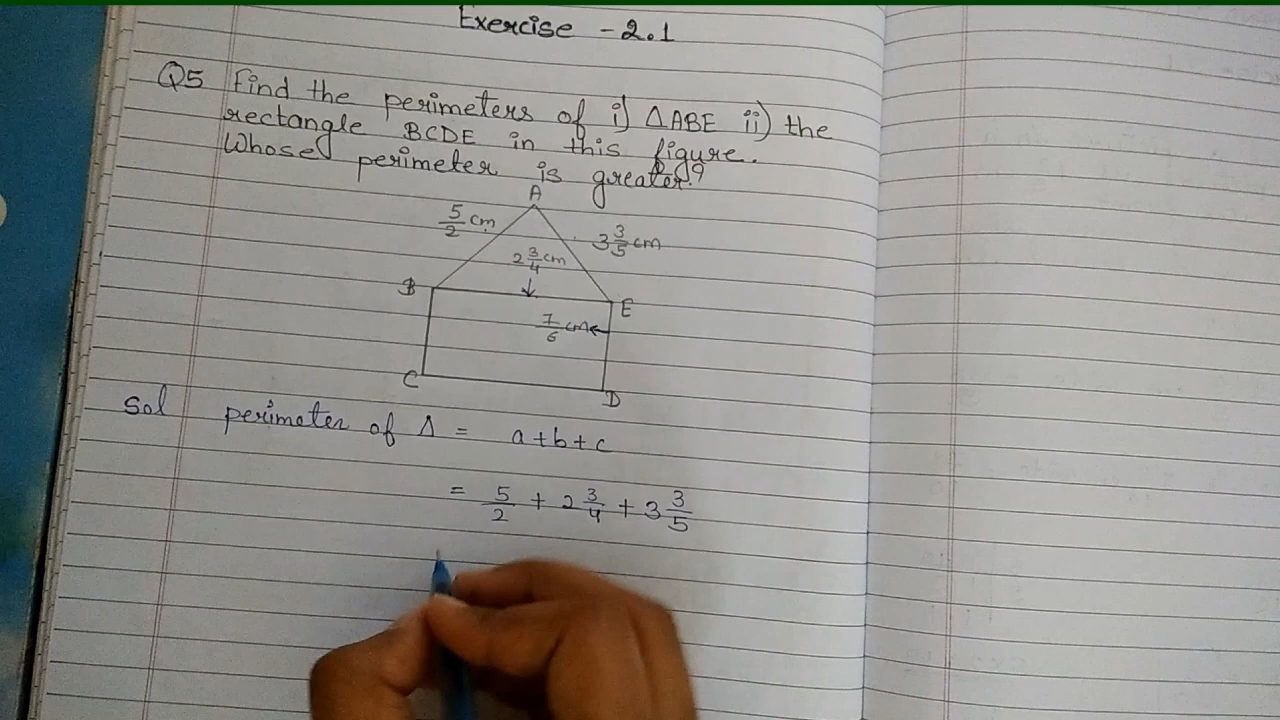 Exercise - 2.1
Q5 Find the perimeters of i) ΔABE ii) the
rectangle BCDE in this figure.
Whose perimeter is greater?
A
5/2 cm
3 3/5 cm
2 3/4 cm
B
E
7/6 cm
C
D
Sol perimeter of Δ = a+b+c
= 5/2 + 2 3/4 + 3 3/5